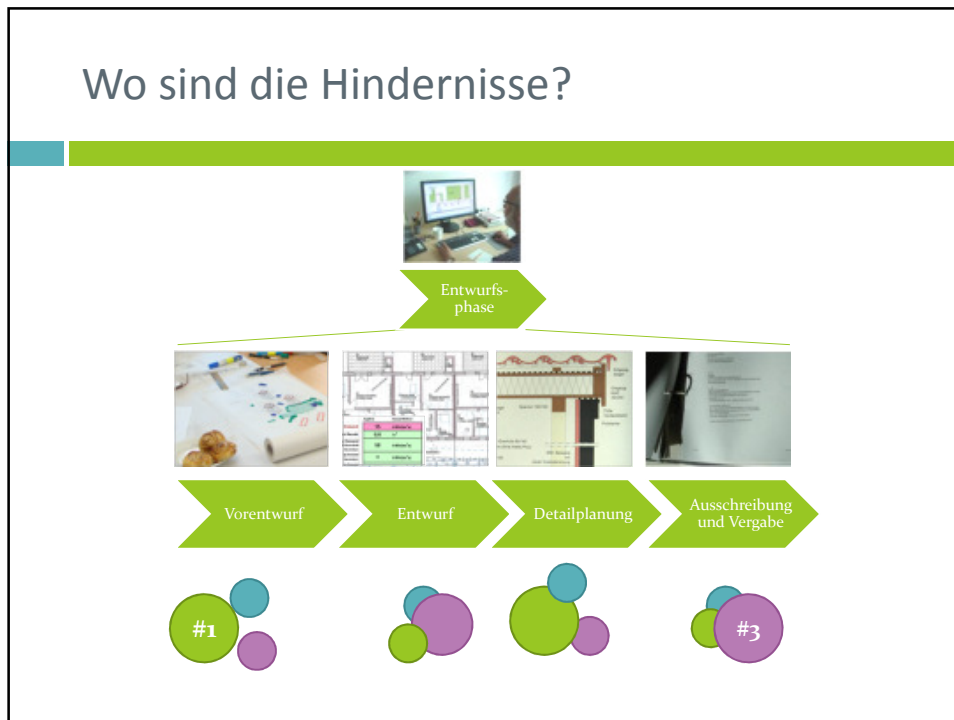 Wo sind die Hindernisse?
Entwurfs-
phase
Vorentwurf
Entwurf
Detailplanung
Ausschreibung
und Vergabe
#1
#3